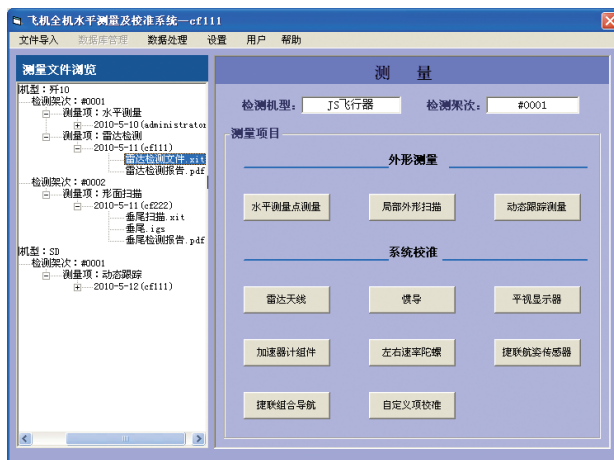 飞机全机水平测量及校准系统—cf111
文件导入 数据库管理 数据处理 设置 用户 帮助
测量文件浏览
机型：歼10
检测架次：#0001
测量项：水平测量
2010-5-10(administrator
测量项：雷达检测
2010-5-11(cf111)
雷达检测文件.xit
雷达检测报告.pdf
检测架次：#0002
测量项：形面扫描
2010-5-11(cf222)
垂尾扫描.xit
垂尾.igs
垂尾检测报告.pdf
机型：SD
检测架次：#0001
测量项：动态跟踪
2010-5-12(cf111)
测 量
检测机型： JS飞行器 检测架次： #0001
测量项目
外形测量
水平测量点测量 局部外形扫描 动态跟踪测量
系统校准
雷达天线 惯导 平视显示器
加速器计组件 左右速率陀螺 捷联航姿传感器
捷联组合导航 自定义项校准